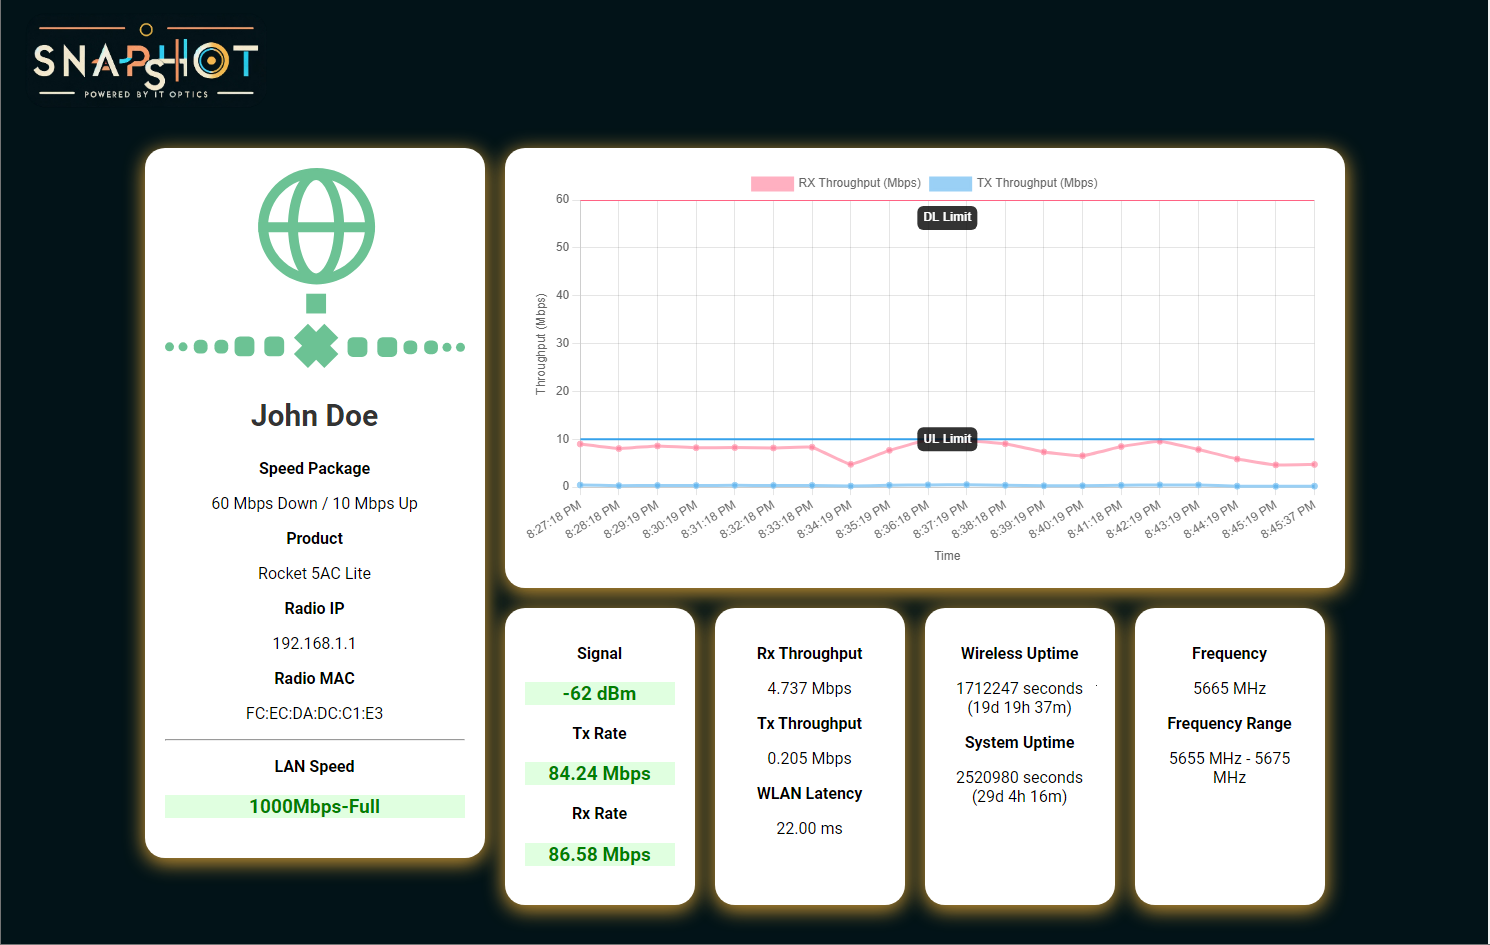 SNAPSHOT
POWERED BY IT OPTICS
John Doe
Speed Package
60 Mbps Down / 10 Mbps Up
Product
Rocket 5AC Lite
Radio IP
192.168.1.1
Radio MAC
FC:EC:DA:DC:C1:E3
LAN Speed
1000Mbps-Full
RX Throughput (Mbps) TX Throughput (Mbps)
Throughput (Mbps)
60
50
40
30
20
10
0
DL Limit
UL Limit
8:27:18 PM
8:28:18 PM
8:29:19 PM
8:30:19 PM
8:31:18 PM
8:32:18 PM
8:33:18 PM
8:34:19 PM
8:35:19 PM
8:36:18 PM
8:37:19 PM
8:38:18 PM
8:39:19 PM
8:40:19 PM
8:41:18 PM
8:42:19 PM
8:43:19 PM
8:44:19 PM
8:45:19 PM
8:45:37 PM
Time
Signal
-62 dBm
Tx Rate
84.24 Mbps
Rx Rate
86.58 Mbps
Rx Throughput
4.737 Mbps
Tx Throughput
0.205 Mbps
WLAN Latency
22.00 ms
Wireless Uptime
1712247 seconds
(19d 19h 37m)
System Uptime
2520980 seconds
(29d 4h 16m)
Frequency
5665 MHz
Frequency Range
5655 MHz - 5675
MHz